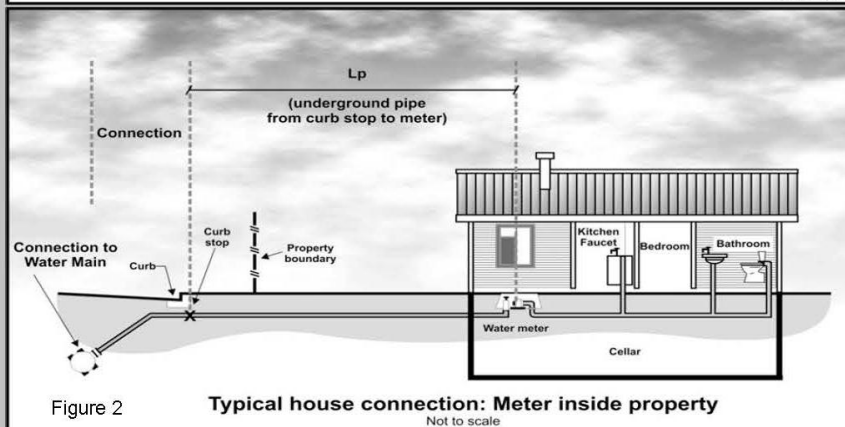 Lp
(underground pipe
from curb stop to meter)
Connection
Connection to
Water Main
Curb
Curb
stop
Property
boundary
Kitchen
Faucet
Bedroom
Bathroom
Water meter
Cellar
X
Figure 2
Typical house connection: Meter inside property
Not to scale